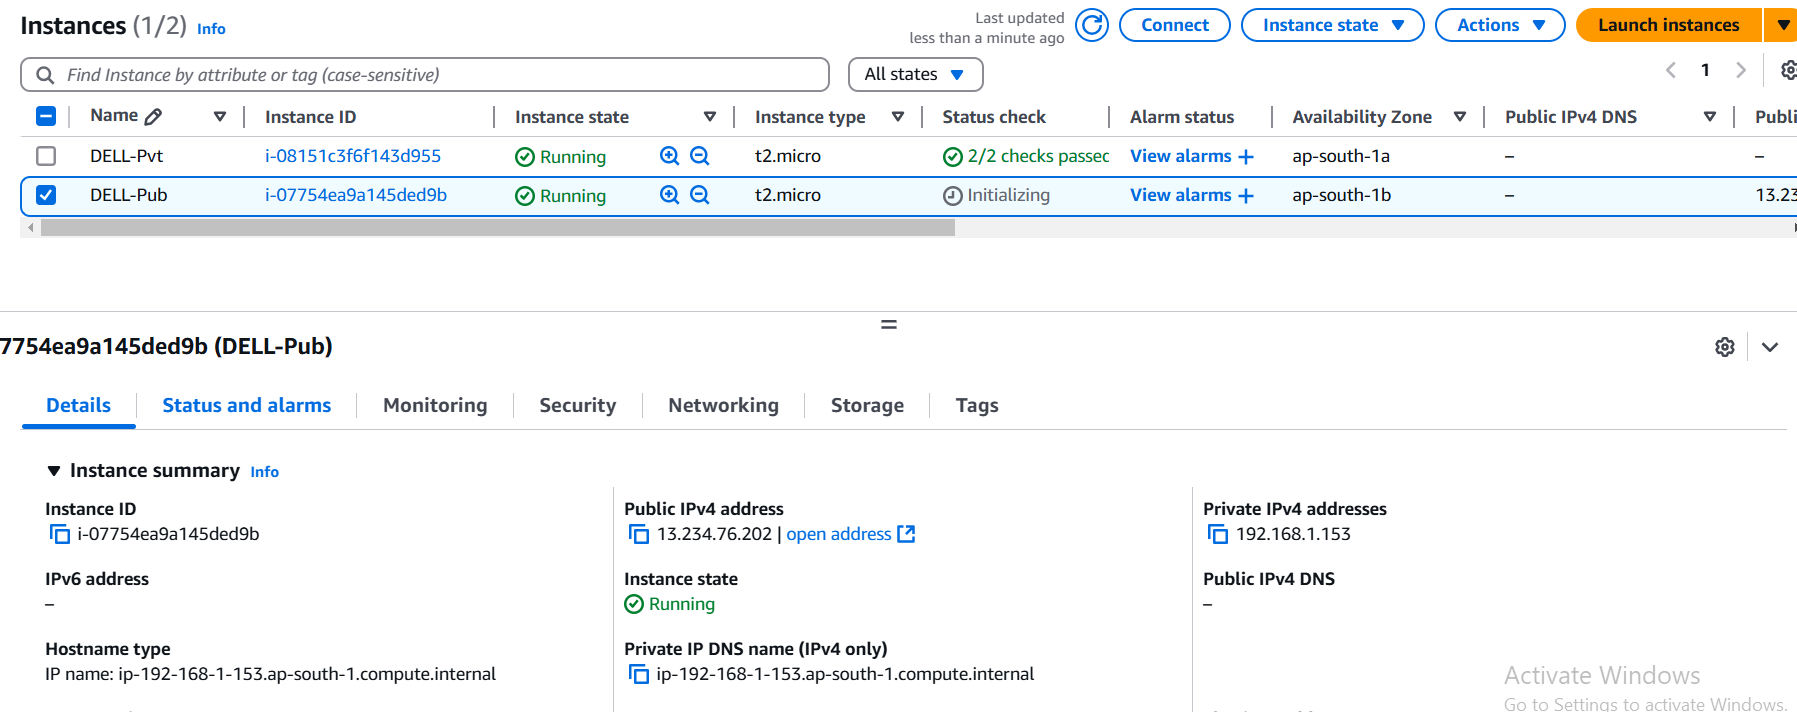 Instances (1/2) Info
Last updated
less than a minute ago
Connect
Instance state
Actions
Launch instances
Find Instance by attribute or tag (case-sensitive)
All states
1
Name Instance ID Instance state Instance type Status check Alarm status Availability Zone Public IPv4 DNS Publi
DELL-Pvt i-08151c3f6f143d955 Running t2.micro 2/2 checks passed View alarms + ap-south-1a – –
DELL-Pub i-07754ea9a145ded9b Running t2.micro Initializing View alarms + ap-south-1b – 13.23
7754ea9a145ded9b (DELL-Pub)
Details Status and alarms Monitoring Security Networking Storage Tags
Instance summary Info
Instance ID
i-07754ea9a145ded9b
Public IPv4 address
13.234.76.202 | open address
Private IPv4 addresses
192.168.1.153
IPv6 address
–
Instance state
Running
Public IPv4 DNS
–
Hostname type
IP name: ip-192-168-1-153.ap-south-1.compute.internal
Private IP DNS name (IPv4 only)
ip-192-168-1-153.ap-south-1.compute.internal
Activate Windows
Go to Settings to activate Windows.